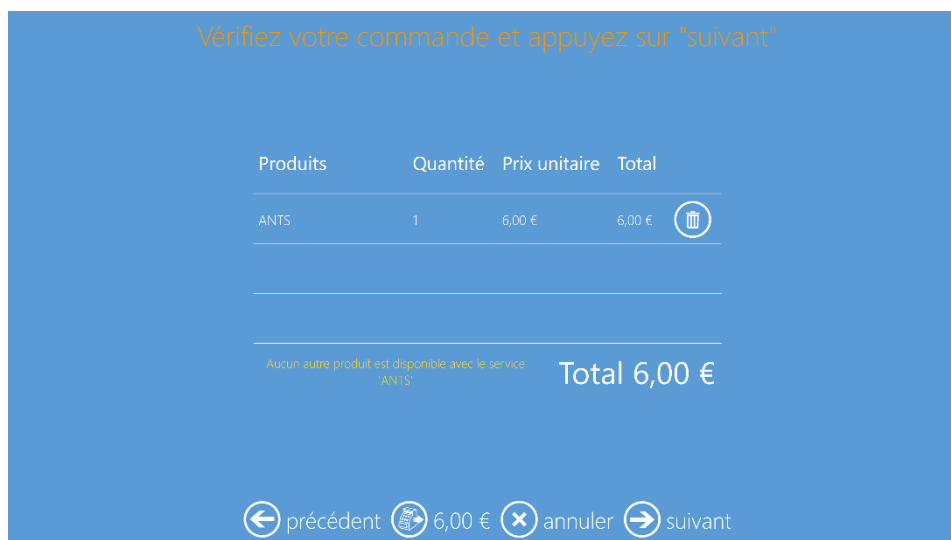 Vérifiez votre commande et appuyez sur "suivant"
Produits Quantité Prix unitaire Total
ANTS 1 6,00 € 6,00 €
Aucun autre produit est disponible avec le service
'ANTS'
Total 6,00 €
précédent 6,00 € annuler suivant